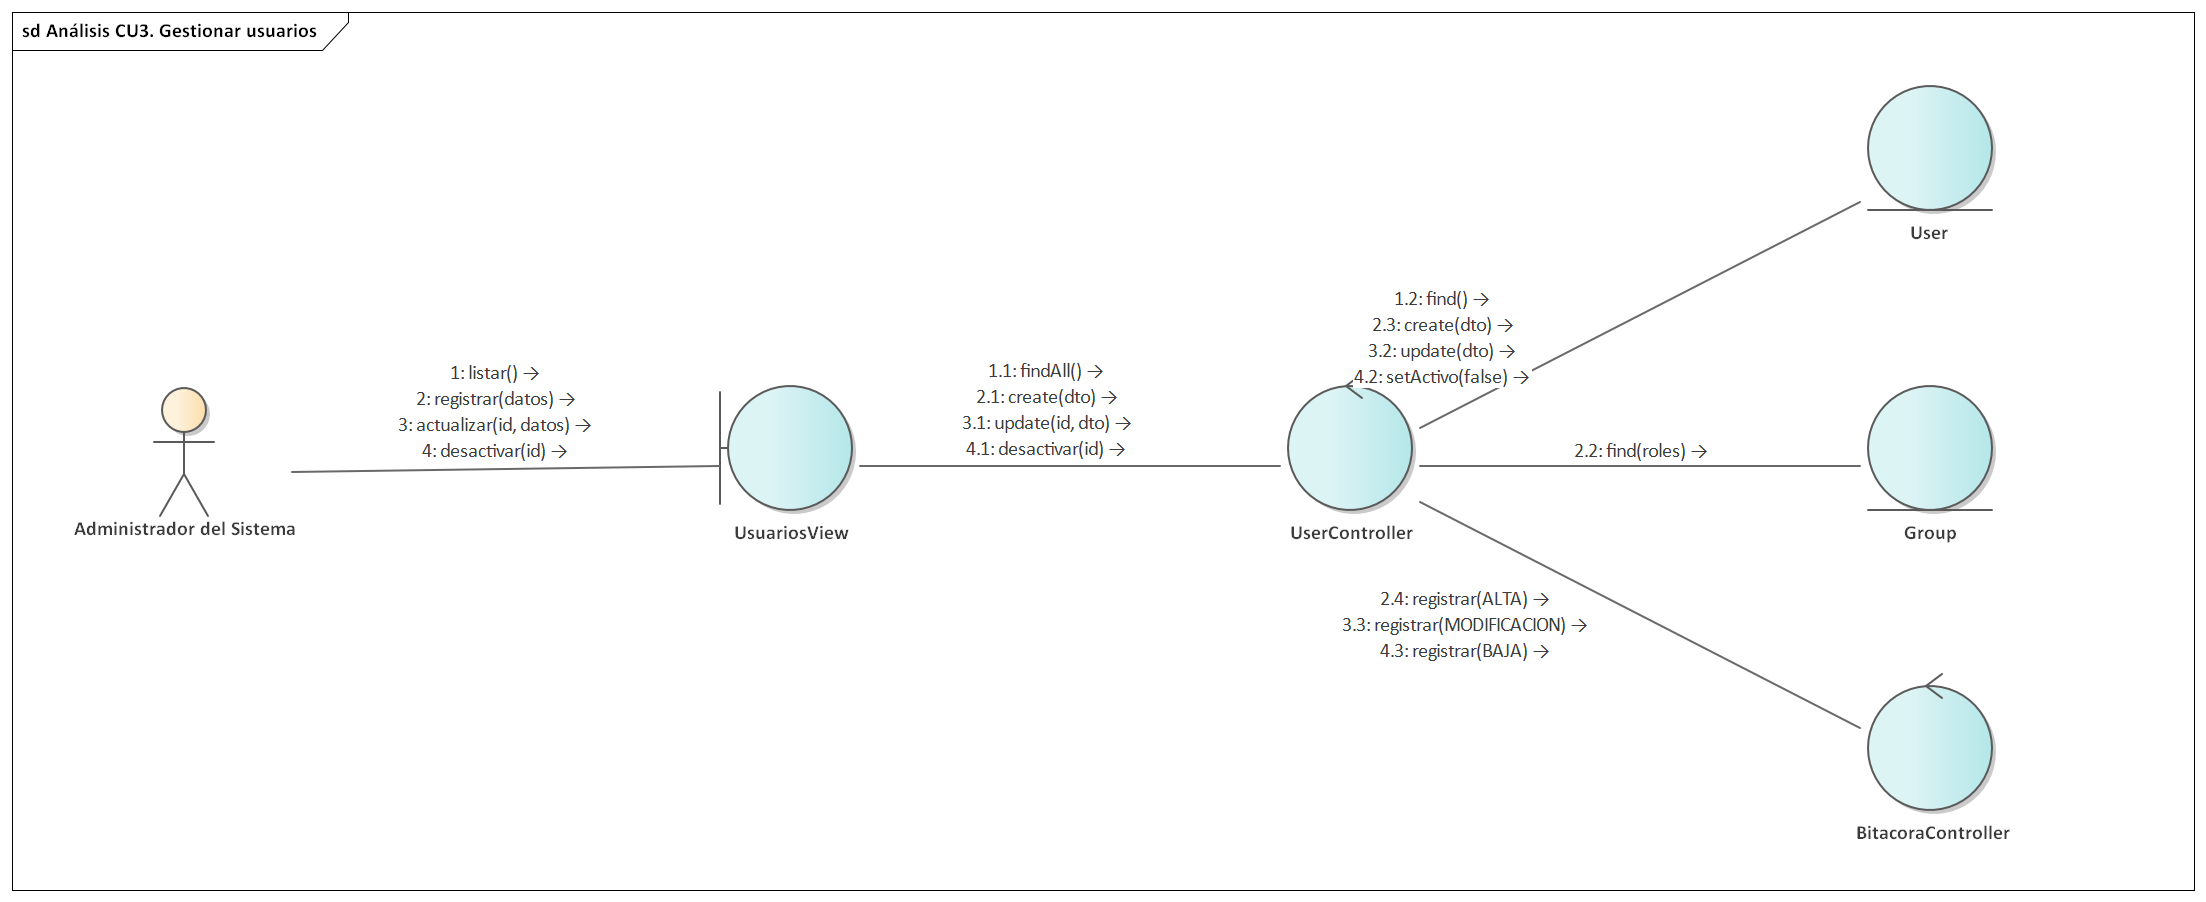 sd Análisis CU3. Gestionar usuarios
User
1.2: find() →
2.3: create(dto) →
3.2: update(dto) →
4.2: setActivo(false) →
1: listar() →
2: registrar(datos) →
3: actualizar(id, datos) →
4: desactivar(id) →
1.1: findAll() →
2.1: create(dto) →
3.1: update(id, dto) →
4.1: desactivar(id) →
2.2: find(roles) →
Administrador del Sistema
UsuariosView
UserController
Group
2.4: registrar(ALTA) →
3.3: registrar(MODIFICACION) →
4.3: registrar(BAJA) →
BitacoraController